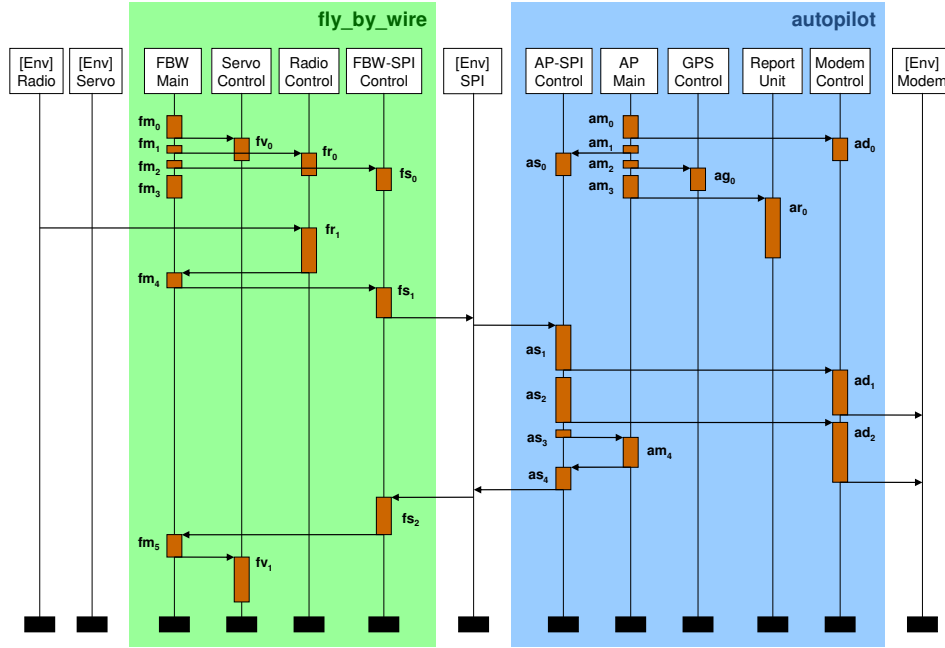 fly_by_wire
autopilot
[Env]
Radio
[Env]
Servo
FBW
Main
Servo
Control
Radio
Control
FBW-SPI
Control
[Env]
SPI
AP-SPI
Control
AP
Main
GPS
Control
Report
Unit
Modem
Control
[Env]
Modem
fm₀
fv₀
fm₁
fr₀
fm₂
fs₀
fm₃
am₀
ad₀
am₁
as₀
am₂
ag₀
am₃
ar₀
fr₁
fm₄
fs₁
as₁
ad₁
as₂
ad₂
as₃
am₄
as₄
fs₂
fm₅
fv₁